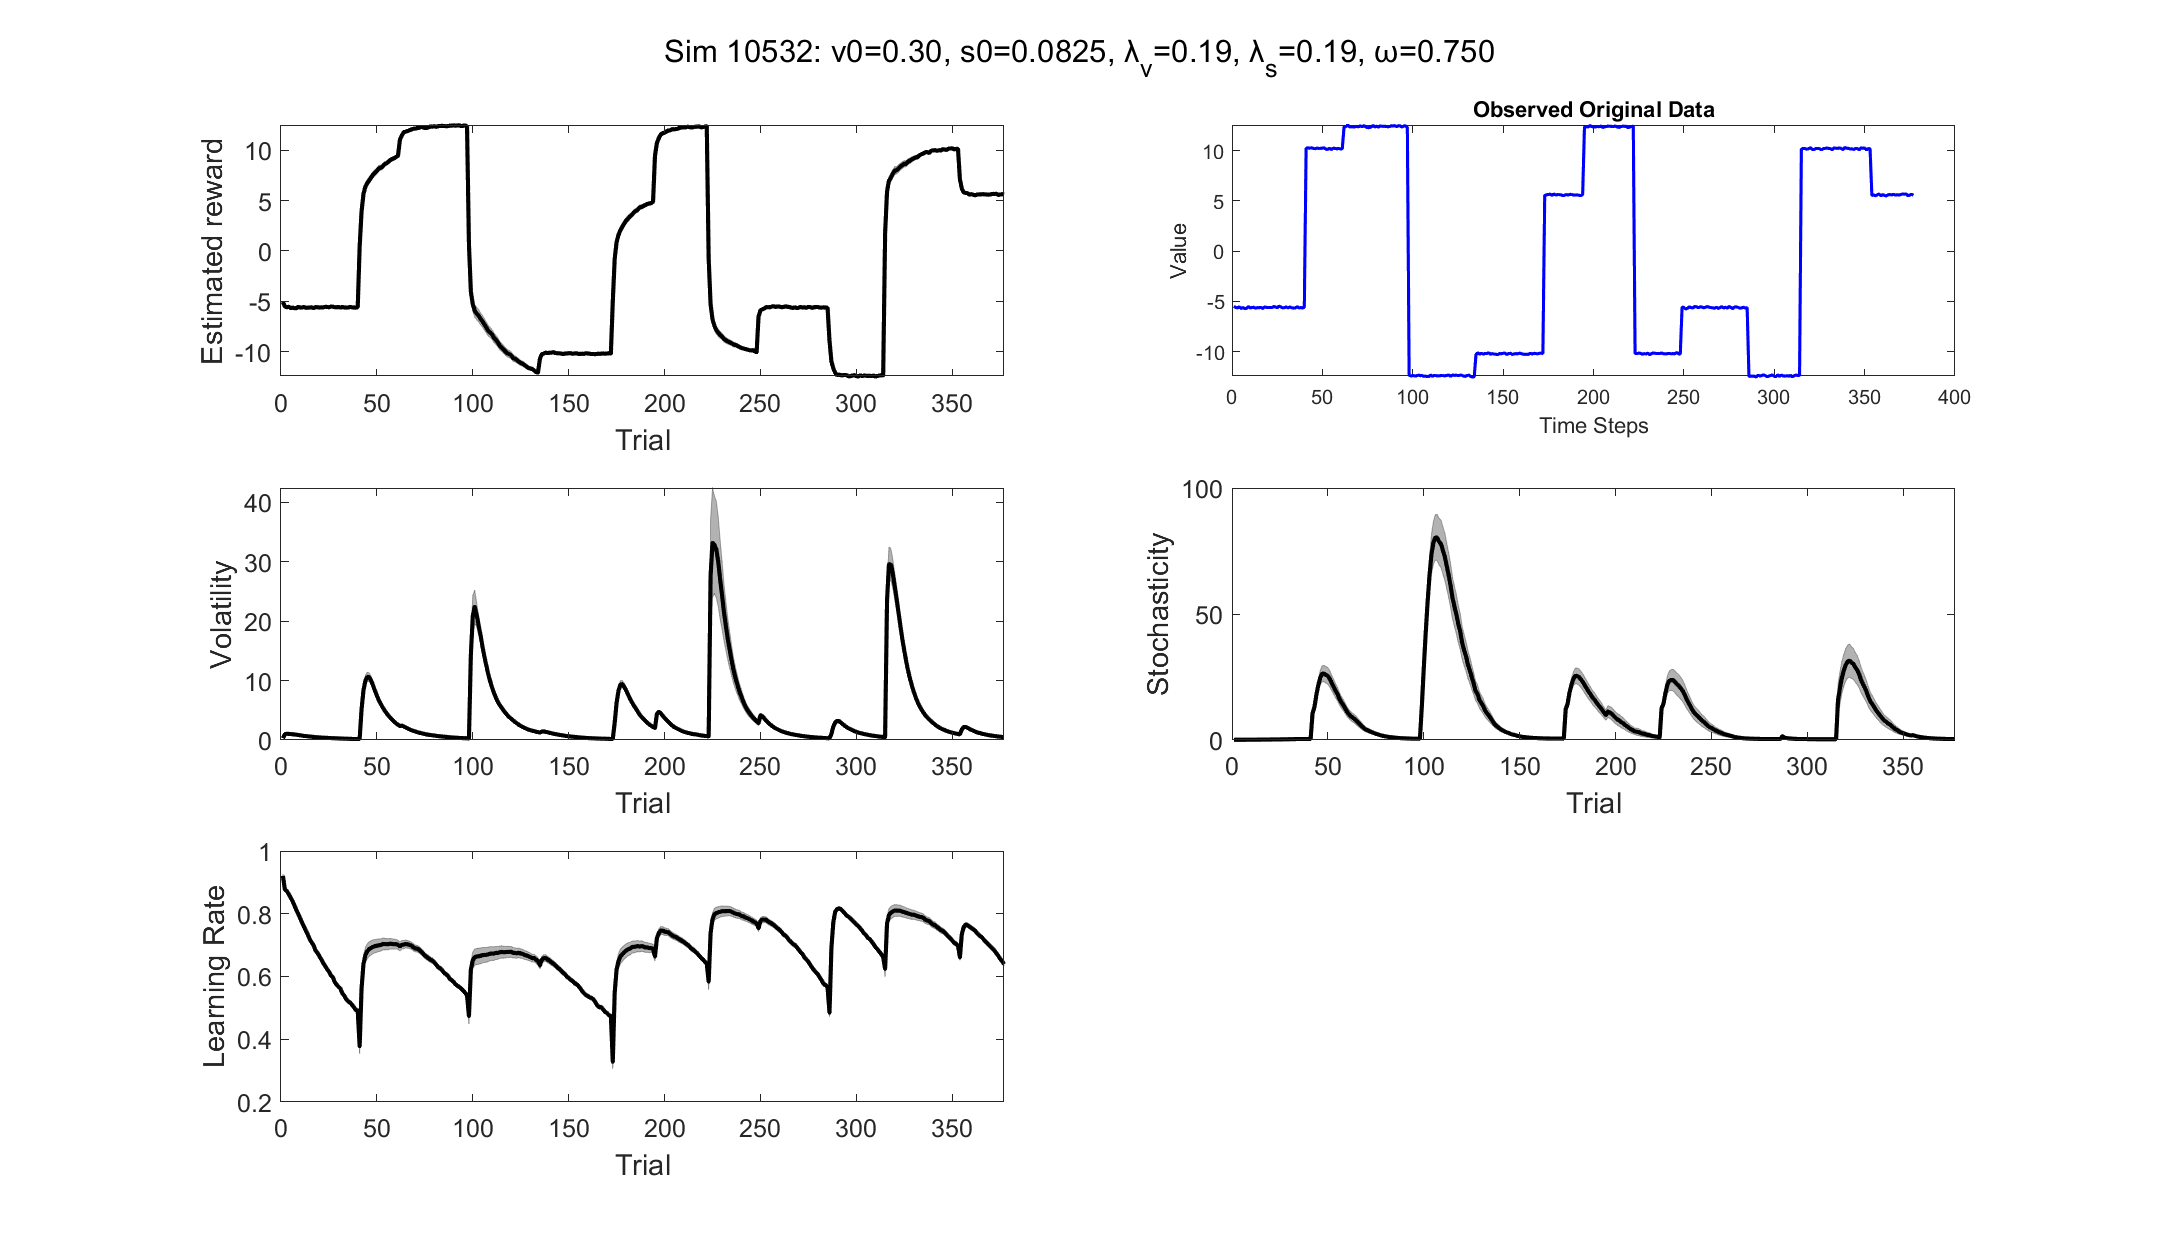 Sim 10532: v0=0.30, s0=0.0825, λ_v=0.19, λ_s=0.19, ω=0.750
Estimated reward
10
5
0
-5
-10
0 50 100 150 200 250 300 350
Trial
Observed Original Data
Value
10
5
0
-5
-10
0 50 100 150 200 250 300 350 400
Time Steps
Volatility
40
30
20
10
0
0 50 100 150 200 250 300 350
Trial
Stochasticity
100
50
0
0 50 100 150 200 250 300 350
Trial
Learning Rate
1
0.8
0.6
0.4
0.2
0 50 100 150 200 250 300 350
Trial